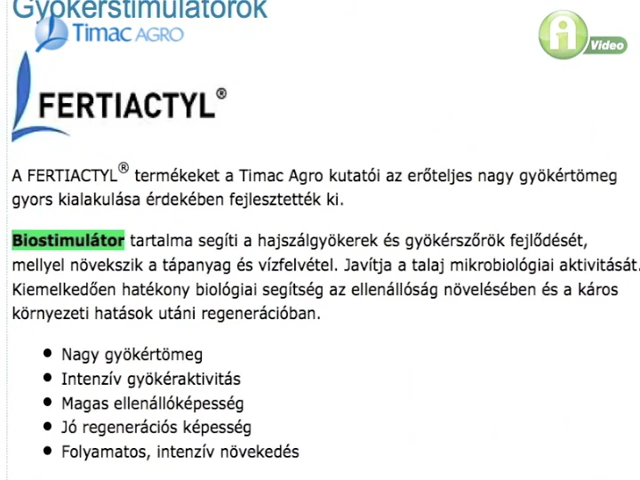 Gyökérstimulátorok
Timac AGRO
Video
FERTIACTYL®
A FERTIACTYL® termékeket a Timac Agro kutatói az erőteljes nagy gyökértömeg
gyors kialakulása érdekében fejlesztették ki.
Biostimulátor tartalma segíti a hajszálgyökerek és gyökérszőrök fejlődését,
mellyel növekszik a tápanyag és vízfelvétel. Javítja a talaj mikrobiológiai aktivitását.
Kiemelkedően hatékony biológiai segítség az ellenállóság növelésében és a káros
környezeti hatások utáni regenerációban.
• Nagy gyökértömeg
• Intenzív gyökéraktivitás
• Magas ellenállóképesség
• Jó regenerációs képesség
• Folyamatos, intenzív növekedés